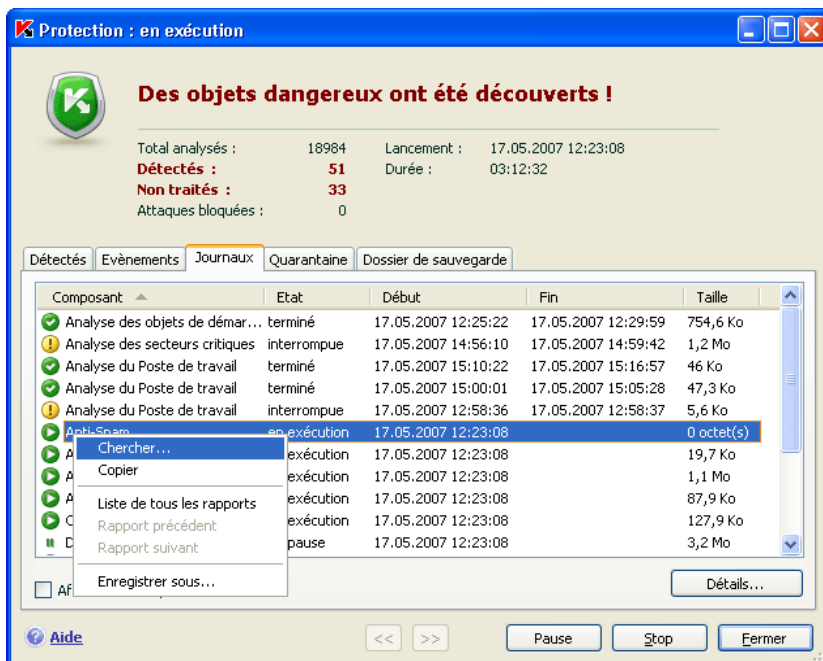 Protection : en exécution
Des objets dangereux ont été découverts !
Total analysés : 18984 Lancement : 17.05.2007 12:23:08
Détectés : 51 Durée : 03:12:32
Non traités : 33
Attaques bloquées : 0
Détectés Evènements Journaux Quarantaine Dossier de sauvegarde
Composant Etat Début Fin Taille
Analyse des objets de démar... terminé 17.05.2007 12:25:22 17.05.2007 12:29:59 754,6 Ko
Analyse des secteurs critiques interrompue 17.05.2007 14:56:10 17.05.2007 14:59:42 1,2 Mo
Analyse du Poste de travail terminé 17.05.2007 15:10:22 17.05.2007 15:16:57 46 Ko
Analyse du Poste de travail terminé 17.05.2007 15:00:01 17.05.2007 15:05:28 47,3 Ko
Analyse du Poste de travail interrompue 17.05.2007 12:58:36 17.05.2007 12:58:37 5,6 Ko
Anti-Spam en exécution 17.05.2007 12:23:08 0 octet(s)
A exécution 17.05.2007 12:23:08 19,7 Ko
A exécution 17.05.2007 12:23:08 1,1 Mo
A exécution 17.05.2007 12:23:08 87,9 Ko
C exécution 17.05.2007 12:23:08 127,9 Ko
D pause 17.05.2007 12:23:08 3,2 Mo
Chercher...
Copier
Liste de tous les rapports
Rapport précédent
Rapport suivant
Enregistrer sous...
Af
Détails...
Aide << >> Pause Stop Fermer